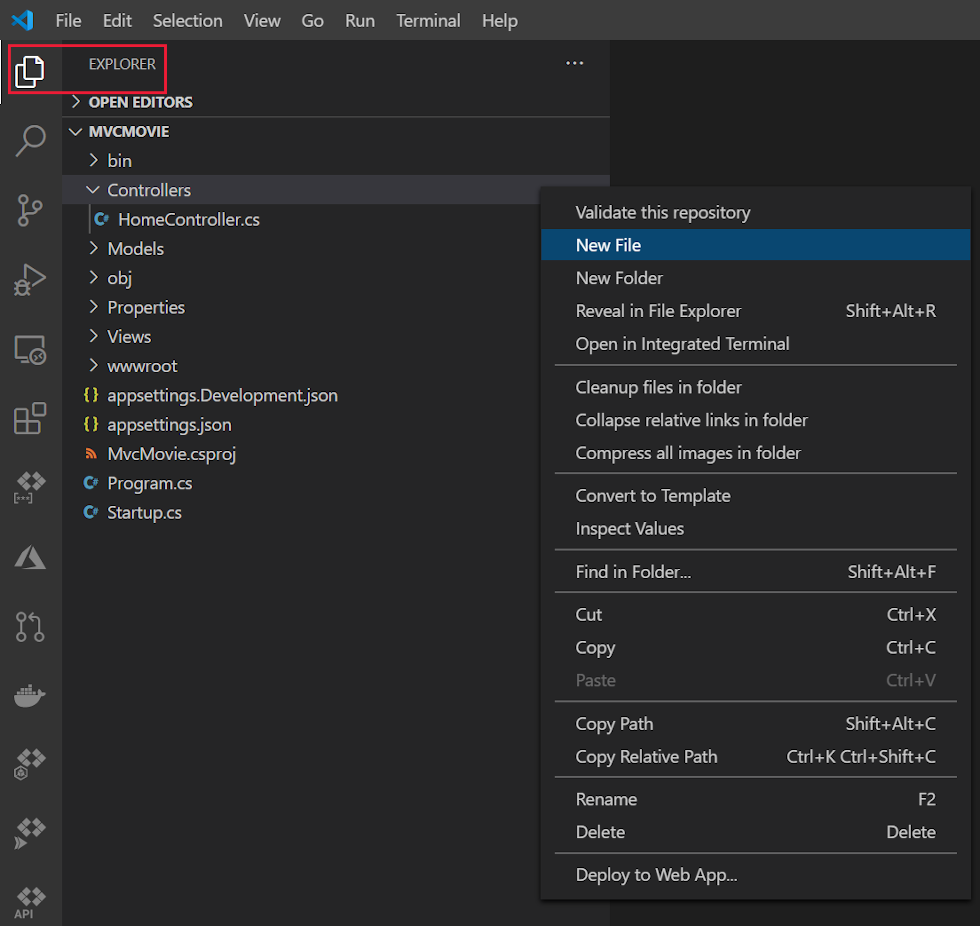 File Edit Selection View Go Run Terminal Help
EXPLORER
OPEN EDITORS
MVCMOVIE
bin
Controllers
HomeController.cs
Models
obj
Properties
Views
wwwroot
{} appsettings.Development.json
{} appsettings.json
MvcMovie.csproj
C# Program.cs
C# Startup.cs
API
Validate this repository
New File
New Folder
Reveal in File Explorer Shift+Alt+R
Open in Integrated Terminal
Cleanup files in folder
Collapse relative links in folder
Compress all images in folder
Convert to Template
Inspect Values
Find in Folder... Shift+Alt+F
Cut Ctrl+X
Copy Ctrl+C
Paste Ctrl+V
Copy Path Shift+Alt+C
Copy Relative Path Ctrl+K Ctrl+Shift+C
Rename F2
Delete Delete
Deploy to Web App...